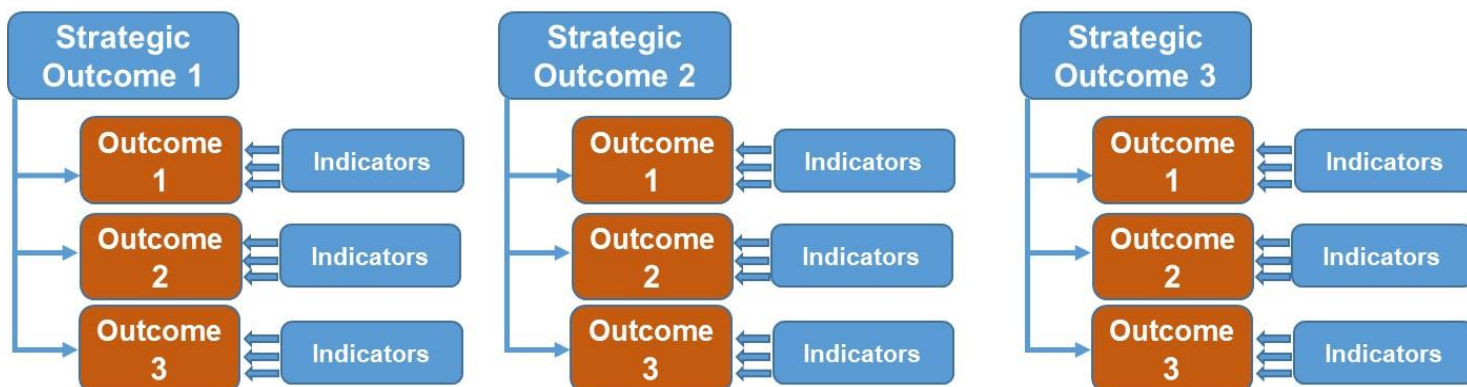 Strategic
Outcome 1
Outcome
1
Indicators
Outcome
2
Indicators
Outcome
3
Indicators
Strategic
Outcome 2
Outcome
1
Indicators
Outcome
2
Indicators
Outcome
3
Indicators
Strategic
Outcome 3
Outcome
1
Indicators
Outcome
2
Indicators
Outcome
3
Indicators